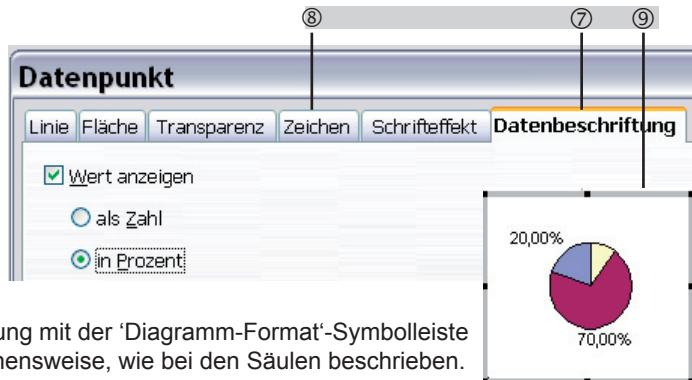 ⑧ ⑦ ⑨
Datenpunkt
Linie Fläche Transparenz Zeichen Schrifteffekt Datenbeschriftung
Wert anzeigen
als Zahl
in Prozent
20,00%
70,00%
ung mit der ‘Diagramm-Format‘-Symbolleiste
ensweise, wie bei den Säulen beschrieben.